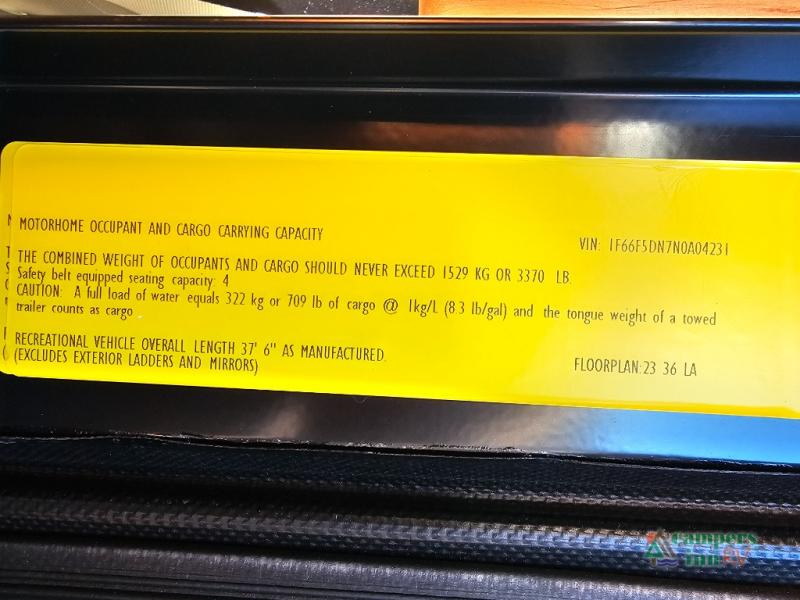 MOTORHOME OCCUPANT AND CARGO CARRYING CAPACITY
VIN: 1F66F5DN7N0A04231
THE COMBINED WEIGHT OF OCCUPANTS AND CARGO SHOULD NEVER EXCEED 1529 KG OR 3370 LB.
Safety belt equipped seating capacity: 4
CAUTION: A full load of water equals 322 kg or 709 lb of cargo @ 1kg/L (8.3 lb/gal) and the tongue weight of a towed
trailer counts as cargo
RECREATIONAL VEHICLE OVERALL LENGTH 37' 6" AS MANUFACTURED.
(EXCLUDES EXTERIOR LADDERS AND MIRRORS)
FLOORPLAN:23 36 LA
campers
inn RV